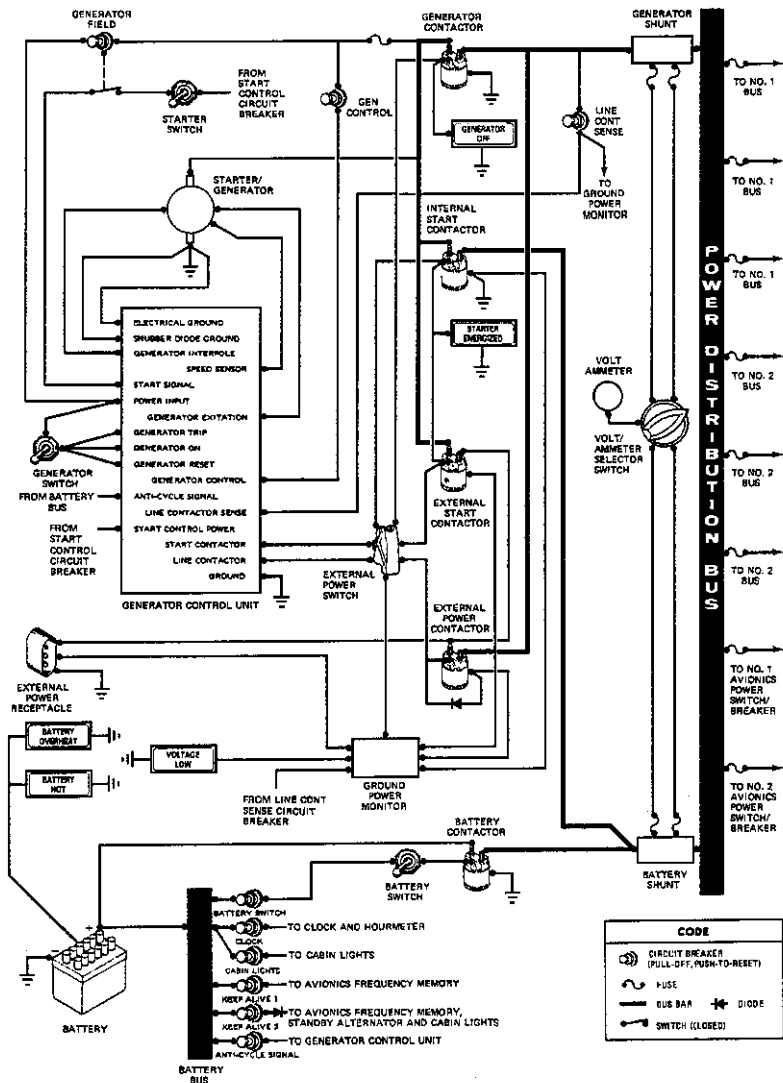 GENERATOR
FIELD
STARTER
SWITCH
FROM
START
CONTROL
CIRCUIT
BREAKER
GEN
CONTROL
GENERATOR
CONTACTOR
GENERATOR
OFF
LINE
CONT
SENSE
TO
GROUND
POWER
MONITOR
GENERATOR
SHUNT
TO NO. 1
BUS
TO NO. 1
BUS
TO NO. 1
BUS
TO NO. 2
BUS
TO NO. 2
BUS
TO NO. 2
BUS
TO NO. 1
AVIONICS
POWER
SWITCH/
BREAKER
TO NO. 2
AVIONICS
POWER
SWITCH/
BREAKER
POWER DISTRIBUTION BUS
STARTER/
GENERATOR
INTERNAL
START
CONTACTOR
STARTER
ENERGIZED
VOLT
AMMETER
VOLT/
AMMETER
SELECTOR
SWITCH
ELECTRICAL GROUND
SNUBBER DIODE GROUND
GENERATOR INTERPOLE
SPEED SENSOR
START SIGNAL
POWER INPUT
GENERATOR EXITATION
GENERATOR TRIP
GENERATOR ON
GENERATOR RESET
GENERATOR CONTROL
ANTI-CYCLE SIGNAL
LINE CONTACTOR SENSE
START CONTROL POWER
START CONTACTOR
LINE CONTACTOR
GROUND
GENERATOR CONTROL UNIT
GENERATOR
SWITCH
FROM BATTERY
BUS
FROM
START
CONTROL
CIRCUIT
BREAKER
EXTERNAL
POWER
SWITCH
EXTERNAL
START
CONTACTOR
EXTERNAL
POWER
CONTACTOR
EXTERNAL
POWER
RECEPTACLE
BATTERY
OVERHEAT
BATTERY
HOT
VOLTAGE
LOW
FROM LINE CONT
SENSE CIRCUIT
BREAKER
GROUND
POWER
MONITOR
BATTERY
CONTACTOR
BATTERY
SWITCH
BATTERY
SHUNT
BATTERY SWITCH
CLOCK
TO CLOCK AND HOURMETER
CABIN LIGHTS
TO CABIN LIGHTS
KEEP ALIVE 1
TO AVIONICS FREQUENCY MEMORY
KEEP ALIVE 2
TO AVIONICS FREQUENCY MEMORY,
STANDBY ALTERNATOR AND CABIN LIGHTS
ANTI-CYCLE SIGNAL
TO GENERATOR CONTROL UNIT
BATTERY
BUS
- +
BATTERY
CODE
CIRCUIT BREAKER
(PULL-OFF, PUSH-TO-RESET)
FUSE
BUS BAR
DIODE
SWITCH (CLOSED)